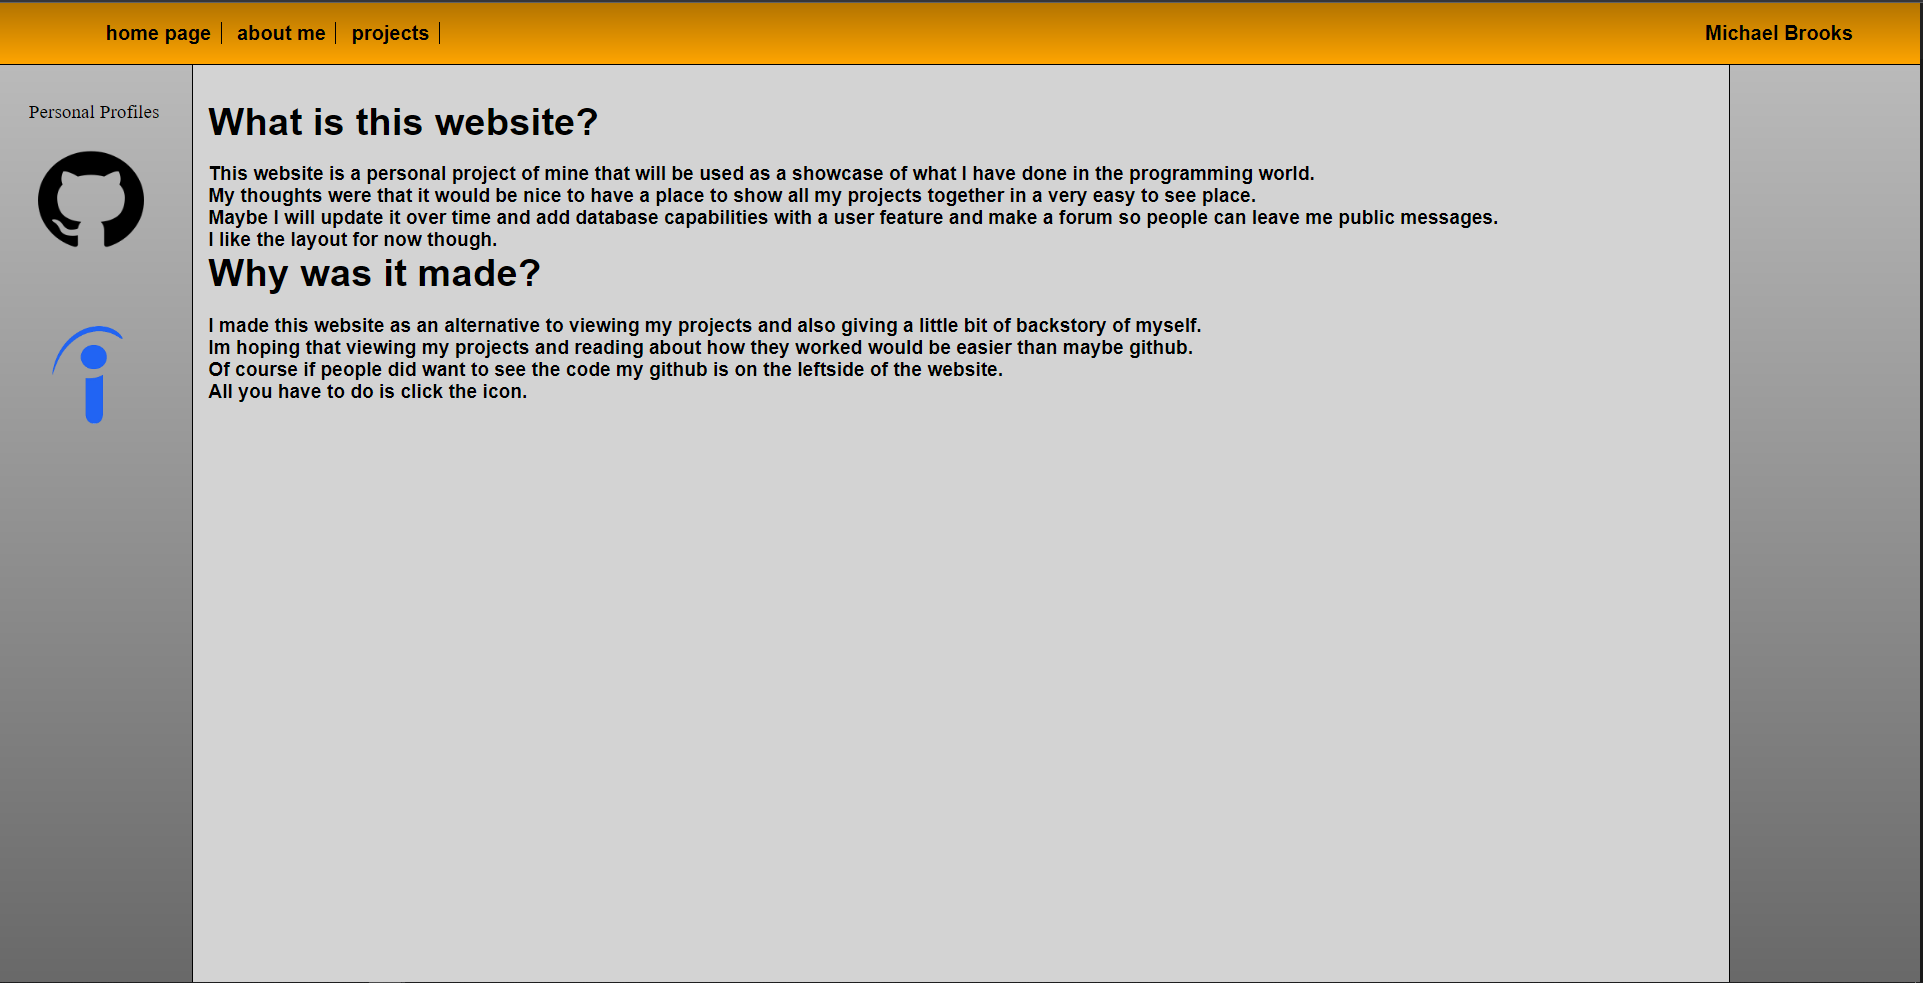 home page about me projects Michael Brooks
Personal Profiles
What is this website?
This website is a personal project of mine that will be used as a showcase of what I have done in the programming world.
My thoughts were that it would be nice to have a place to show all my projects together in a very easy to see place.
Maybe I will update it over time and add database capabilities with a user feature and make a forum so people can leave me public messages.
I like the layout for now though.
Why was it made?
I made this website as an alternative to viewing my projects and also giving a little bit of backstory of myself.
Im hoping that viewing my projects and reading about how they worked would be easier than maybe github.
Of course if people did want to see the code my github is on the leftside of the website.
All you have to do is click the icon.